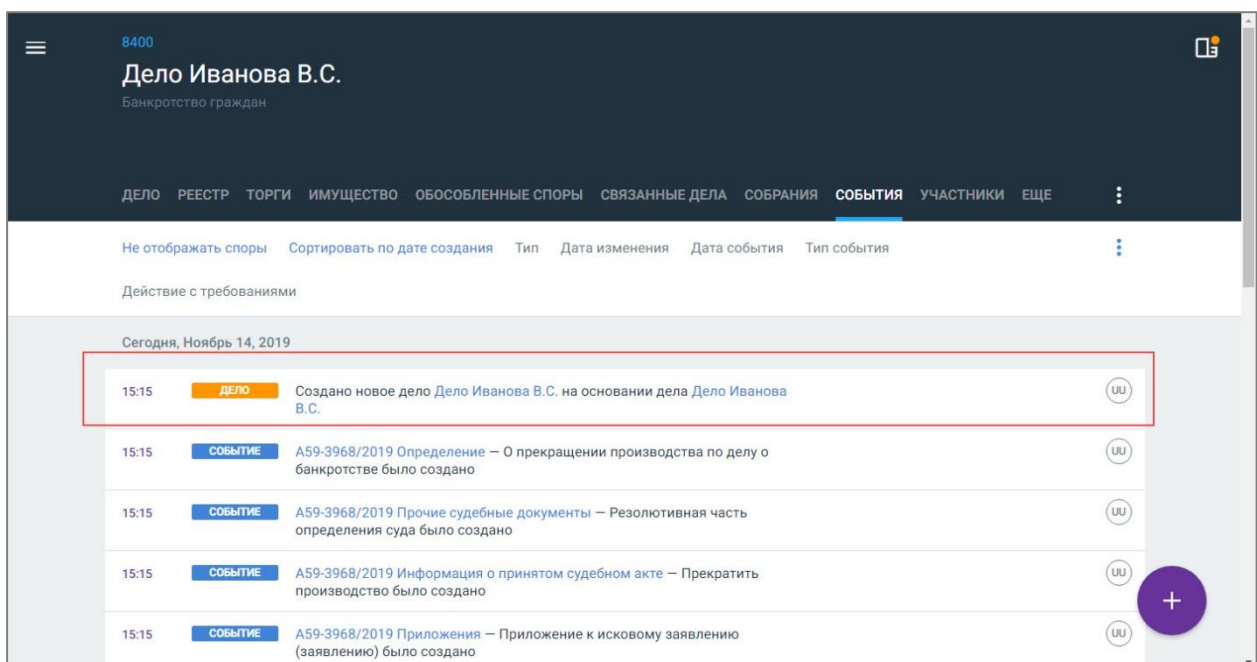 8400
Дело Иванова В.С.
Банкротство граждан
ДЕЛО РЕЕСТР ТОРГИ ИМУЩЕСТВО ОБОСОБЛЕННЫЕ СПОРЫ СВЯЗАННЫЕ ДЕЛА СОБРАНИЯ СОБЫТИЯ УЧАСТНИКИ ЕЩЕ
Не отображать споры Сортировать по дате создания Тип Дата изменения Дата события Тип события
Действие с требованиями
Сегодня, Ноябрь 14, 2019
15:15 ДЕЛО Создано новое дело Дело Иванова В.С. на основании дела Дело Иванова UU
В.С.
15:15 СОБЫТИЕ А59-3968/2019 Определение — О прекращении производства по делу о UU
банкротстве было создано
15:15 СОБЫТИЕ А59-3968/2019 Прочие судебные документы — Резолютивная часть UU
определения суда было создано
15:15 СОБЫТИЕ А59-3968/2019 Информация о принятом судебном акте — Прекратить UU
производство было создано
15:15 СОБЫТИЕ А59-3968/2019 Приложения — Приложение к исковому заявлению UU
(заявлению) было создано